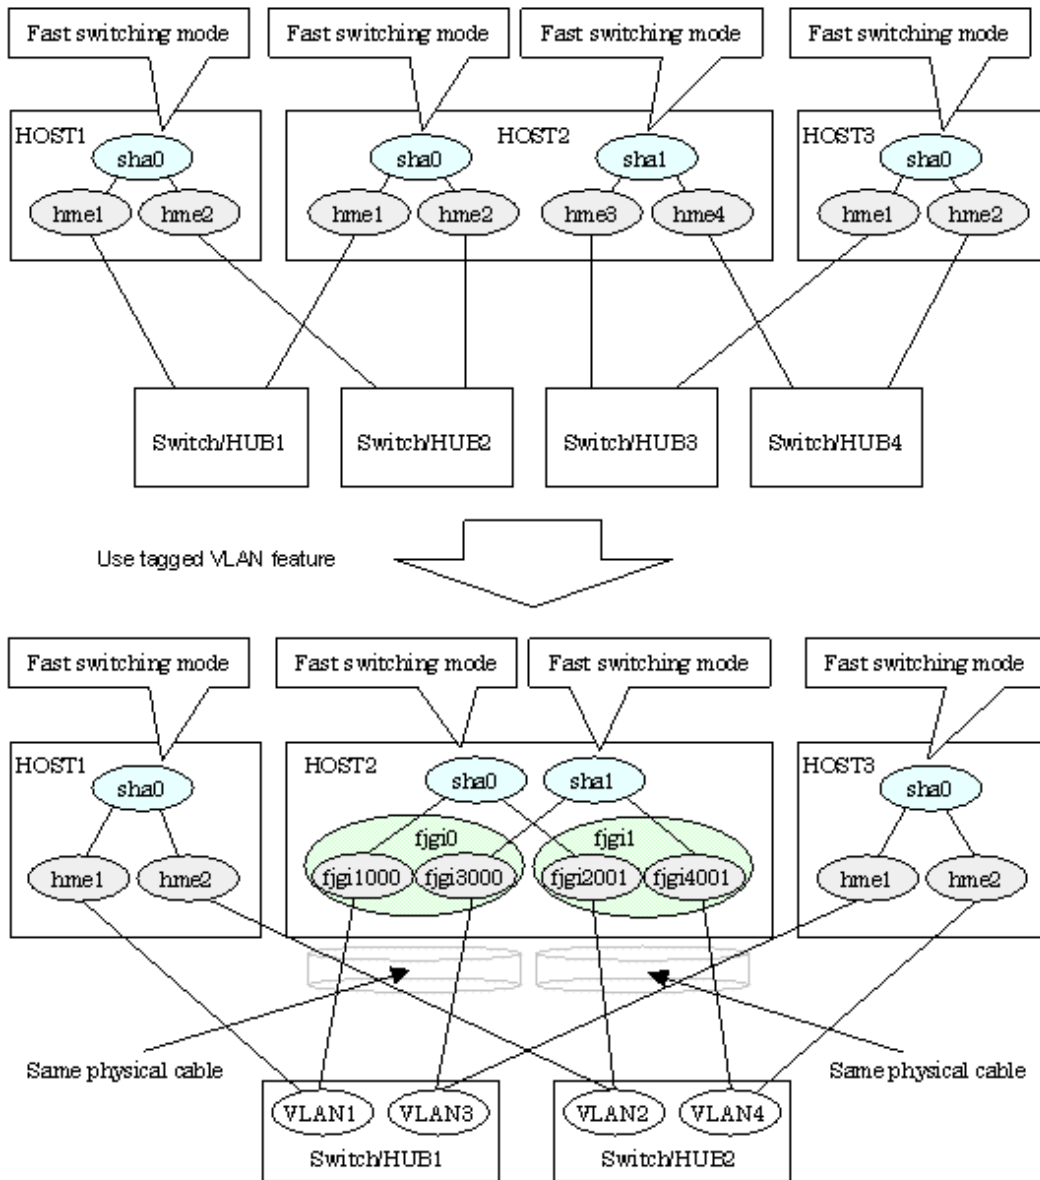 Fast switching mode
Fast switching mode
Fast switching mode
Fast switching mode
HOST1
HOST2
HOST3
sha0
sha0
sha1
sha0
hme1
hme2
hme1
hme2
hme3
hme4
hme1
hme2
Switch/HUB1
Switch/HUB2
Switch/HUB3
Switch/HUB4
Use tagged VLAN feature
Fast switching mode
Fast switching mode
Fast switching mode
Fast switching mode
HOST1
HOST2
HOST3
sha0
sha0
sha1
sha0
fjgi0
fjgi1
hme1
hme2
fjgi1000
fjgi3000
fjgi2001
fjgi4001
hme1
hme2
Same physical cable
Same physical cable
VLAN1
VLAN3
VLAN2
VLAN4
Switch/HUB1
Switch/HUB2